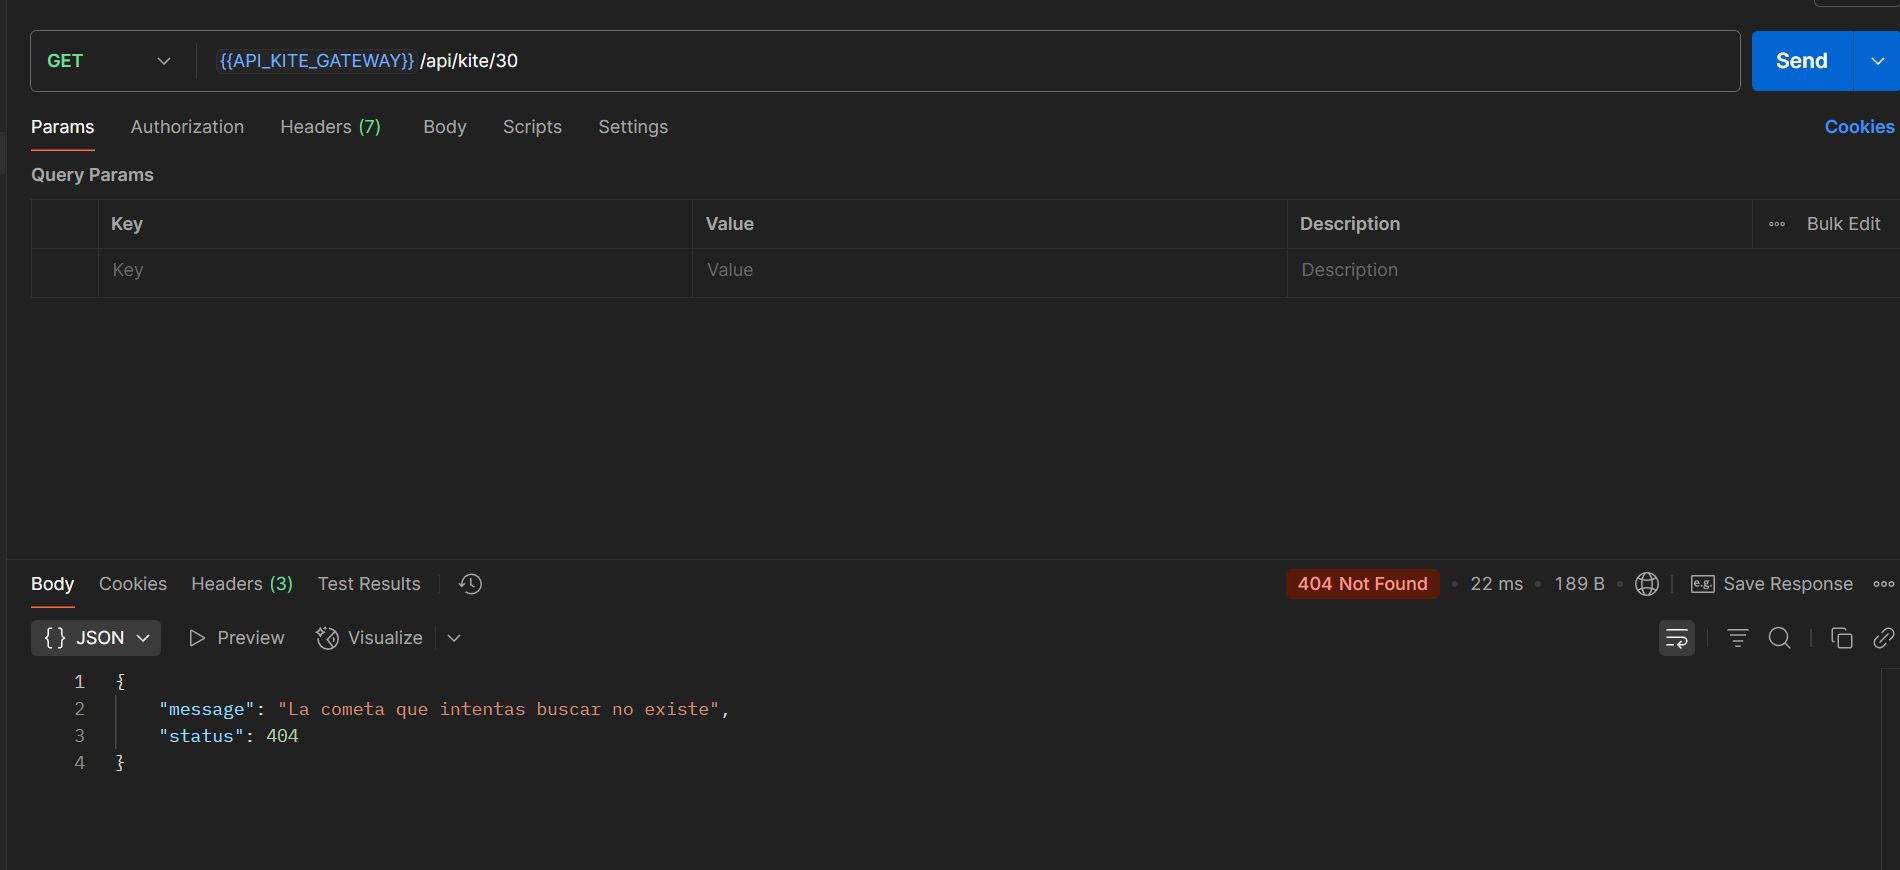 GET {{API_KITE_GATEWAY}} /api/kite/30 Send
Params Authorization Headers (7) Body Scripts Settings Cookies
Query Params
Key Value Description Bulk Edit
Key Value Description
Body Cookies Headers (3) Test Results 404 Not Found 22 ms 189 B e.g. Save Response
{} JSON Preview Visualize
1 {
2 "message": "La cometa que intentas buscar no existe",
3 "status": 404
4 }